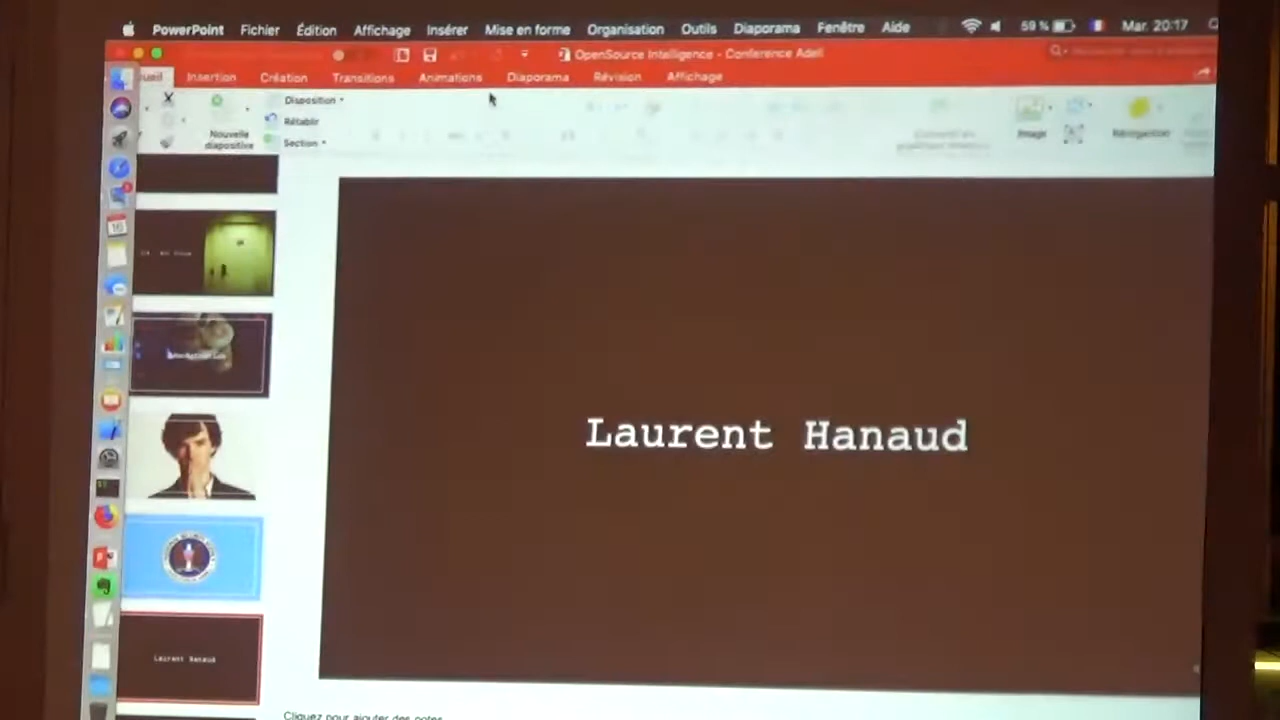 PowerPoint Fichier Édition Affichage Insérer Mise en forme Organisation Outils Diaporama Fenêtre Aide 59 % Mar. 20:17
OpenSource Intelligence - Conference Adeli
Insertion Création Transitions Animations Diaporama Révision Affichage
Disposition
Rétablir
Section
Nouvelle
diapositive
Image
Laurent Hanaud
Laurent Hanaud
Cliquez pour ajouter des notes